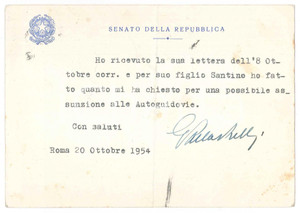 SENATO DELLA REPUBBLICA
Ho ricevuto la sua lettera dell'8 Ot-
tobre corr. e per suo figlio Santino ho fat-
to quanto mi ha chiesto per una possibile as-
sunzione alle Autoguidovie.
Con saluti
Roma 20 Ottobre 1954